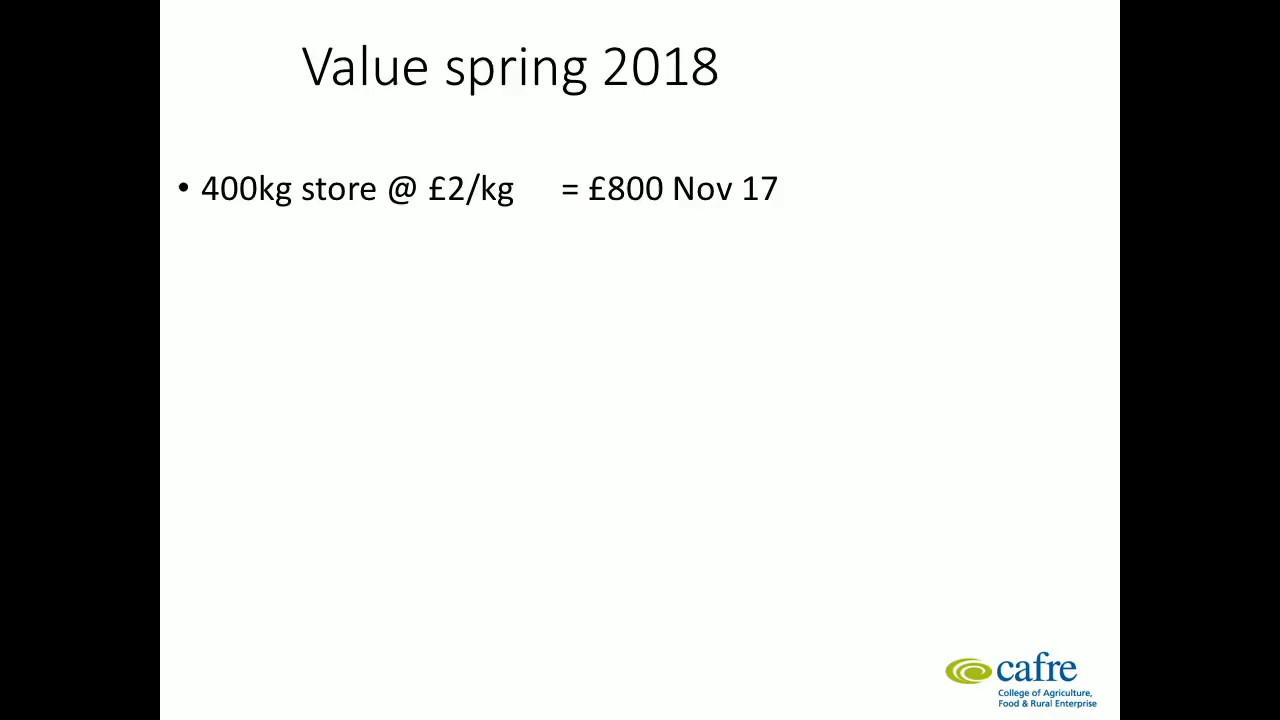 Value spring 2018
• 400kg store @ £2/kg = £800 Nov 17
cafre
College of Agriculture,
Food & Rural Enterprise